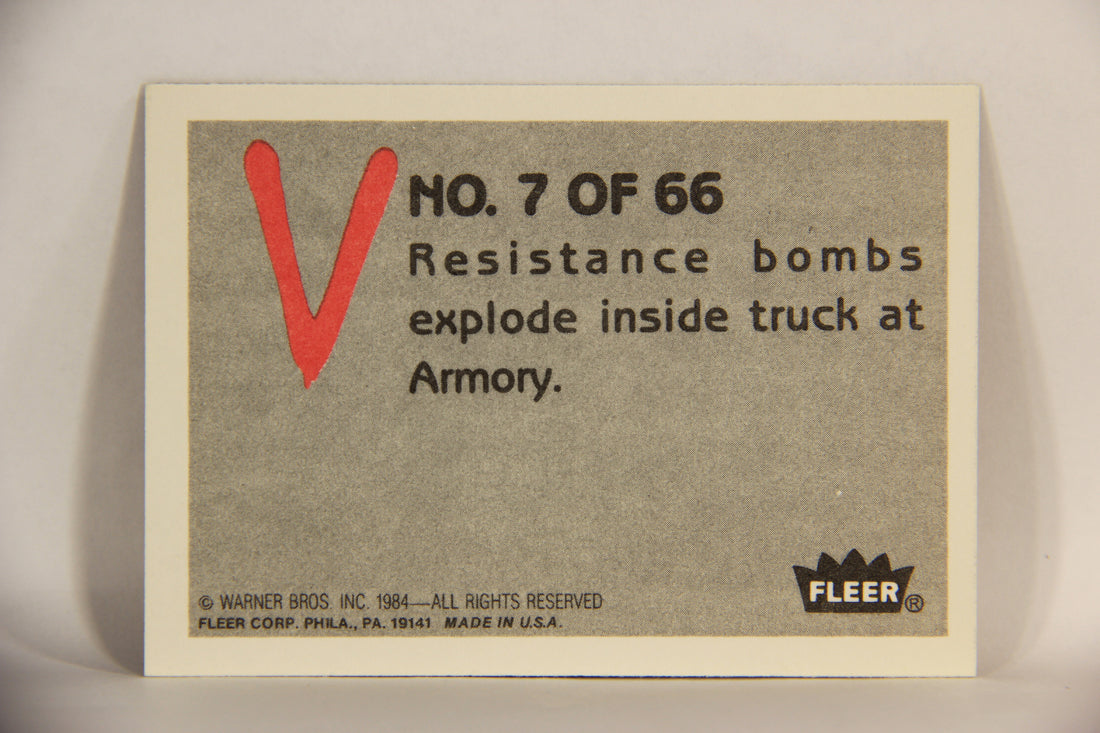 V
NO. 7 OF 66
Resistance bombs
explode inside truck at
Armory.
FLEER ®
© WARNER BROS. INC. 1984—ALL RIGHTS RESERVED
FLEER CORP. PHILA., PA. 19141 MADE IN U.S.A.